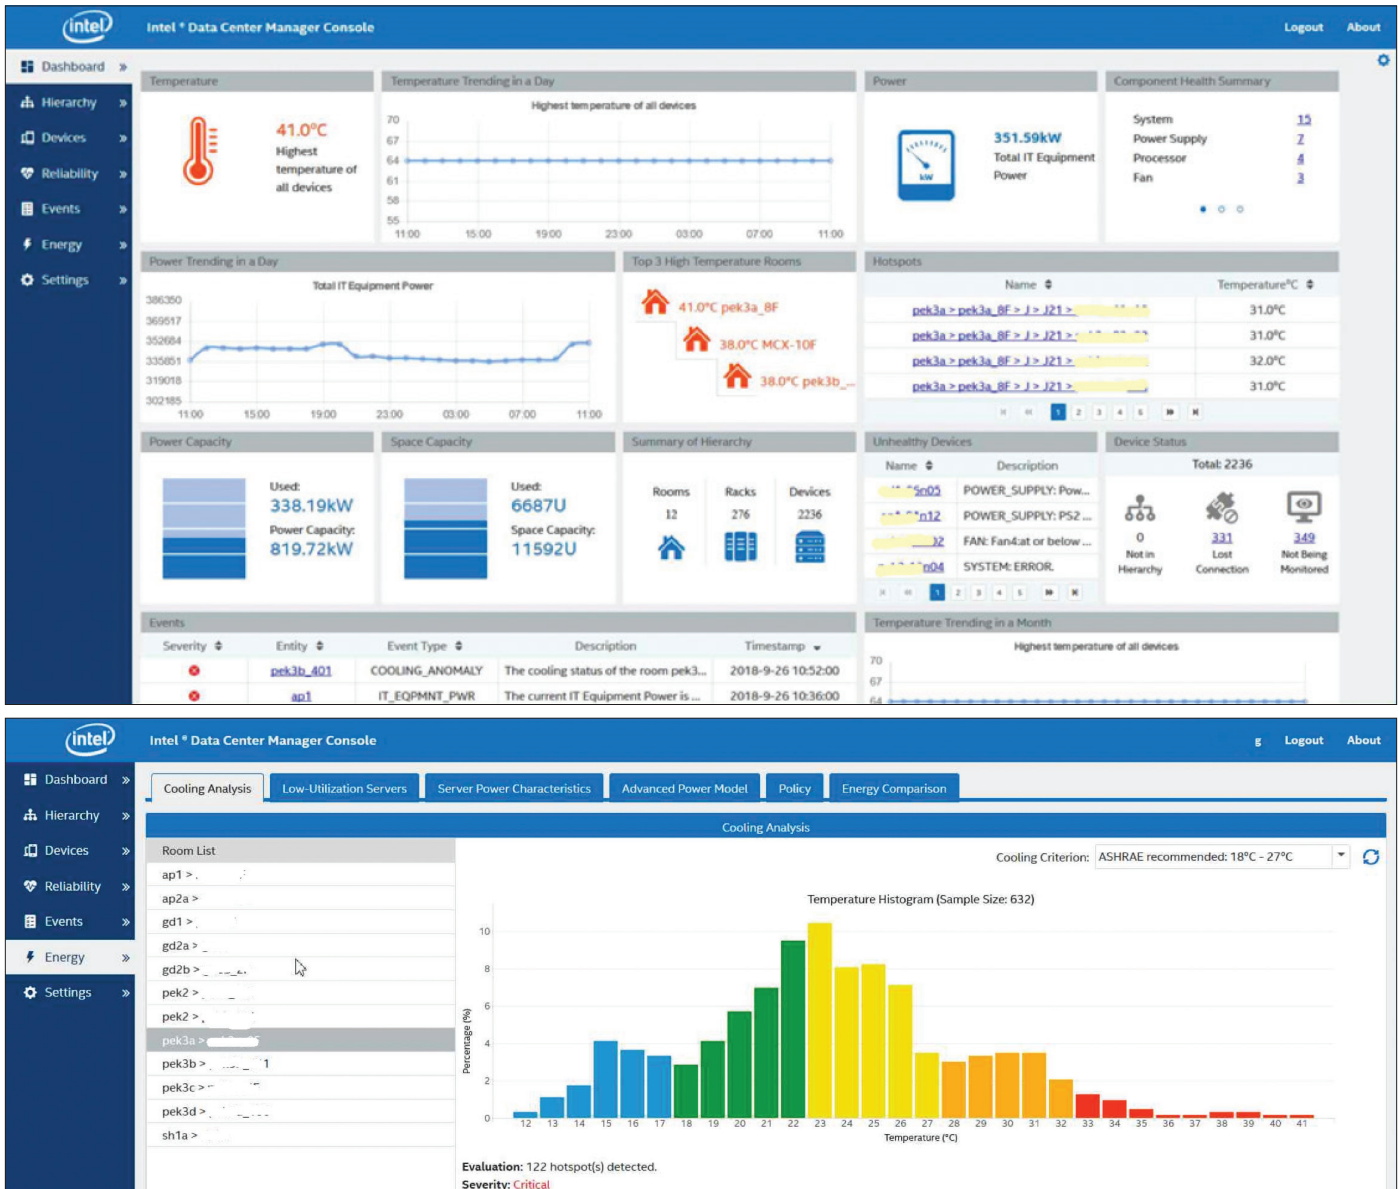 intel Intel ® Data Center Manager Console Logout About
Dashboard »
Hierarchy »
Devices »
Reliability »
Events »
Energy »
Settings »
Temperature
41.0°C
Highest
temperature of
all devices
Temperature Trending in a Day
Highest temperature of all devices
70
67
64
61
58
55
11:00 15:00 19:00 23:00 03:00 07:00 11:00
Power
kW
351.59kW
Total IT Equipment
Power
Component Health Summary
System 15
Power Supply 7
Processor 4
Fan 3
Power Trending in a Day
Total IT Equipment Power
386350
369517
352684
335851
319018
302185
11:00 15:00 19:00 23:00 03:00 07:00 11:00
Top 3 High Temperature Rooms
41.0°C pek3a_8F
38.0°C MCX-10F
38.0°C pek3b_...
Hotspots
Name Temperature°C
pek3a > pek3a_8F > J > J21 > 31.0°C
pek3a > pek3a_8F > J > J21 > 31.0°C
pek3a > pek3a_8F > J > J21 > 32.0°C
pek3a > pek3a_8F > J > J21 > 31.0°C
1 2 3 4 5
Power Capacity
Used:
338.19kW
Power Capacity:
819.72kW
Space Capacity
Used:
6687U
Space Capacity:
11592U
Summary of Hierarchy
Rooms Racks Devices
12 276 2236
Unhealthy Devices
Name Description
5n05 POWER_SUPPLY: Pow...
n12 POWER_SUPPLY: PS2 ...
02 FAN: Fan4:at or below ...
n04 SYSTEM: ERROR.
1 2 3 4 5
Device Status
Total: 2236
0 331 349
Not in Lost Not Being
Hierarchy Connection Monitored
Events
Severity Entity Event Type Description Timestamp
pek3b_401 COOLING_ANOMALY The cooling status of the room pek3... 2018-9-26 10:52:00
ap1 IT_EQPMNT_PWR The current IT Equipment Power is ... 2018-9-26 10:36:00
Temperature Trending in a Month
Highest temperature of all devices
70
67
64
intel Intel ® Data Center Manager Console g Logout About
Dashboard »
Hierarchy »
Devices »
Reliability »
Events »
Energy »
Settings »
Cooling Analysis Low-Utilization Servers Server Power Characteristics Advanced Power Model Policy Energy Comparison
Cooling Analysis
Room List
ap1 >
ap2a >
gd1 >
gd2a >
gd2b >
pek2 >
pek2 >
pek3a >
pek3b >
pek3c >
pek3d >
sh1a >
Cooling Criterion: ASHRAE recommended: 18°C - 27°C
Temperature Histogram (Sample Size: 632)
Percentage (%)
10
8
6
4
2
0
12 13 14 15 16 17 18 19 20 21 22 23 24 25 26 27 28 29 30 31 32 33 34 35 36 37 38 39 40 41
Temperature (°C)
Evaluation: 122 hotspot(s) detected.
Severity: Critical